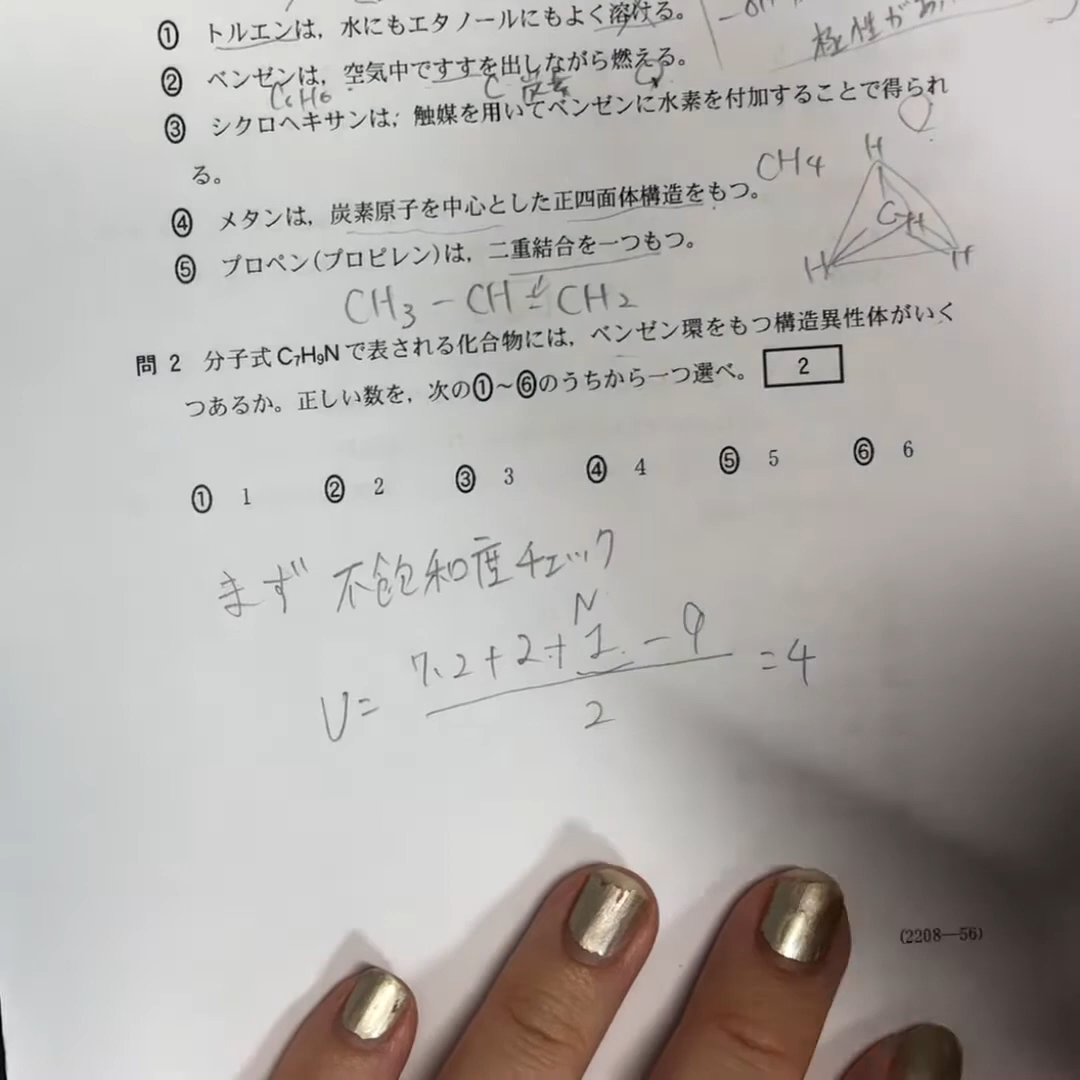 ① トルエンは，水にもエタノールにもよく溶ける。
② ベンゼンは，空気中ですすを出しながら燃える。
C₆H₆ C 炭素
③ シクロヘキサンは，触媒を用いてベンゼンに水素を付加することで得られ
る。
④ メタンは，炭素原子を中心とした正四面体構造をもつ。
CH4
H
C H
H H
⑤ プロペン(プロピレン)は，二重結合を一つもつ。
CH3 － CH ＝ CH2
極性があ
問 2 分子式 C₇H₉N で表される化合物には，ベンゼン環をもつ構造異性体がいく
つあるか。正しい数を，次の①～⑥のうちから一つ選べ。 2
① 1 ② 2 ③ 3 ④ 4 ⑤ 5 ⑥ 6
まず 不飽和度チェック
N
U = 7·2+2+1-9 = 4
2
(2208—56)